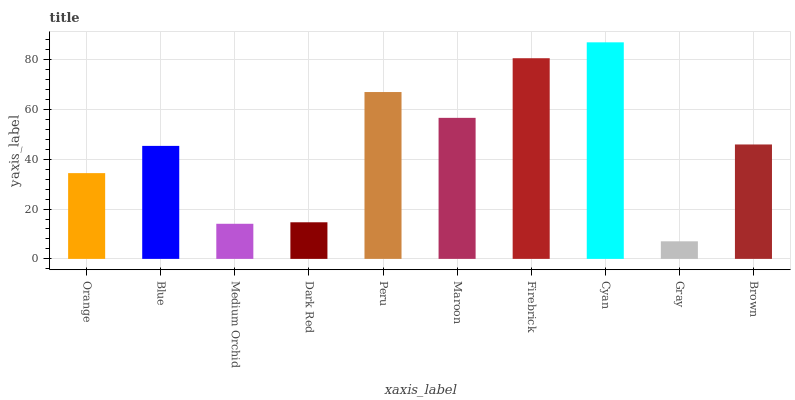 title
yaxis_label
80
60
40
20
0
Orange
Blue
Medium Orchid
Dark Red
Peru
Maroon
Firebrick
Cyan
Gray
Brown
xaxis_label